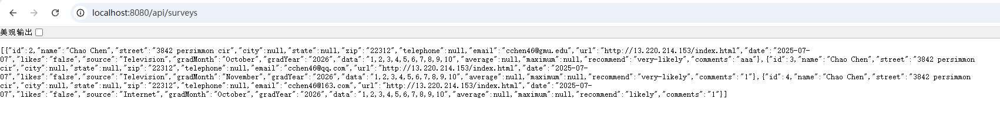 localhost:8080/api/surveys
美观输出
[{"id":2,"name":"Chao Chen","street":"3842 persimmon cir","city":null,"state":null,"zip":"22312","telephone":null,"email":"cchen46@gmu.edu","url":"http://13.220.214.153/index.html","date":"2025-07-
07","likes":"false","source":"Television","gradMonth":"October","gradYear":"2026","data":"1,2,3,4,5,6,7,8,9,10","average":null,"maximum":null,"recommend":"very-likely","comments":"aaa"},{"id":3,"name":"Chao Chen","street":"3842 persimmon
cir","city":null,"state":null,"zip":"22312","telephone":null,"email":"cchen46@qq.com","url":"http://13.220.214.153/index.html","date":"2025-07-
07","likes":"false","source":"Television","gradMonth":"November","gradYear":"2026","data":"1,2,3,4,5,6,7,8,9,10","average":null,"maximum":null,"recommend":"very-likely","comments":"1"},{"id":4,"name":"Chao Chen","street":"3842 persimmon
cir","city":null,"state":null,"zip":"22312","telephone":null,"email":"cchen46@163.com","url":"http://13.220.214.153/index.html","date":"2025-07-
07","likes":"false","source":"Internet","gradMonth":"October","gradYear":"2026","data":"1,2,3,4,5,6,7,8,9,10","average":null,"maximum":null,"recommend":"likely","comments":"1"}]